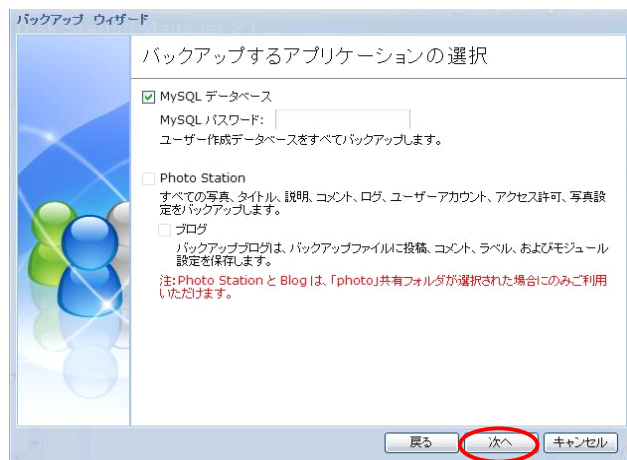 バックアップ ウィザード
バックアップするアプリケーションの選択
MySQL データベース
MySQL パスワード:
ユーザー作成データベースをすべてバックアップします。
Photo Station
すべての写真、タイトル、説明、コメント、ログ、ユーザーアカウント、アクセス許可、写真設
定をバックアップします。
ブログ
バックアップブログは、バックアップファイルに投稿、コメント、ラベル、およびモジュール
設定を保存します。
注:Photo Station と Blog は、「photo」共有フォルダが選択された場合にのみご利用
いただけます。
戻る 次へ キャンセル